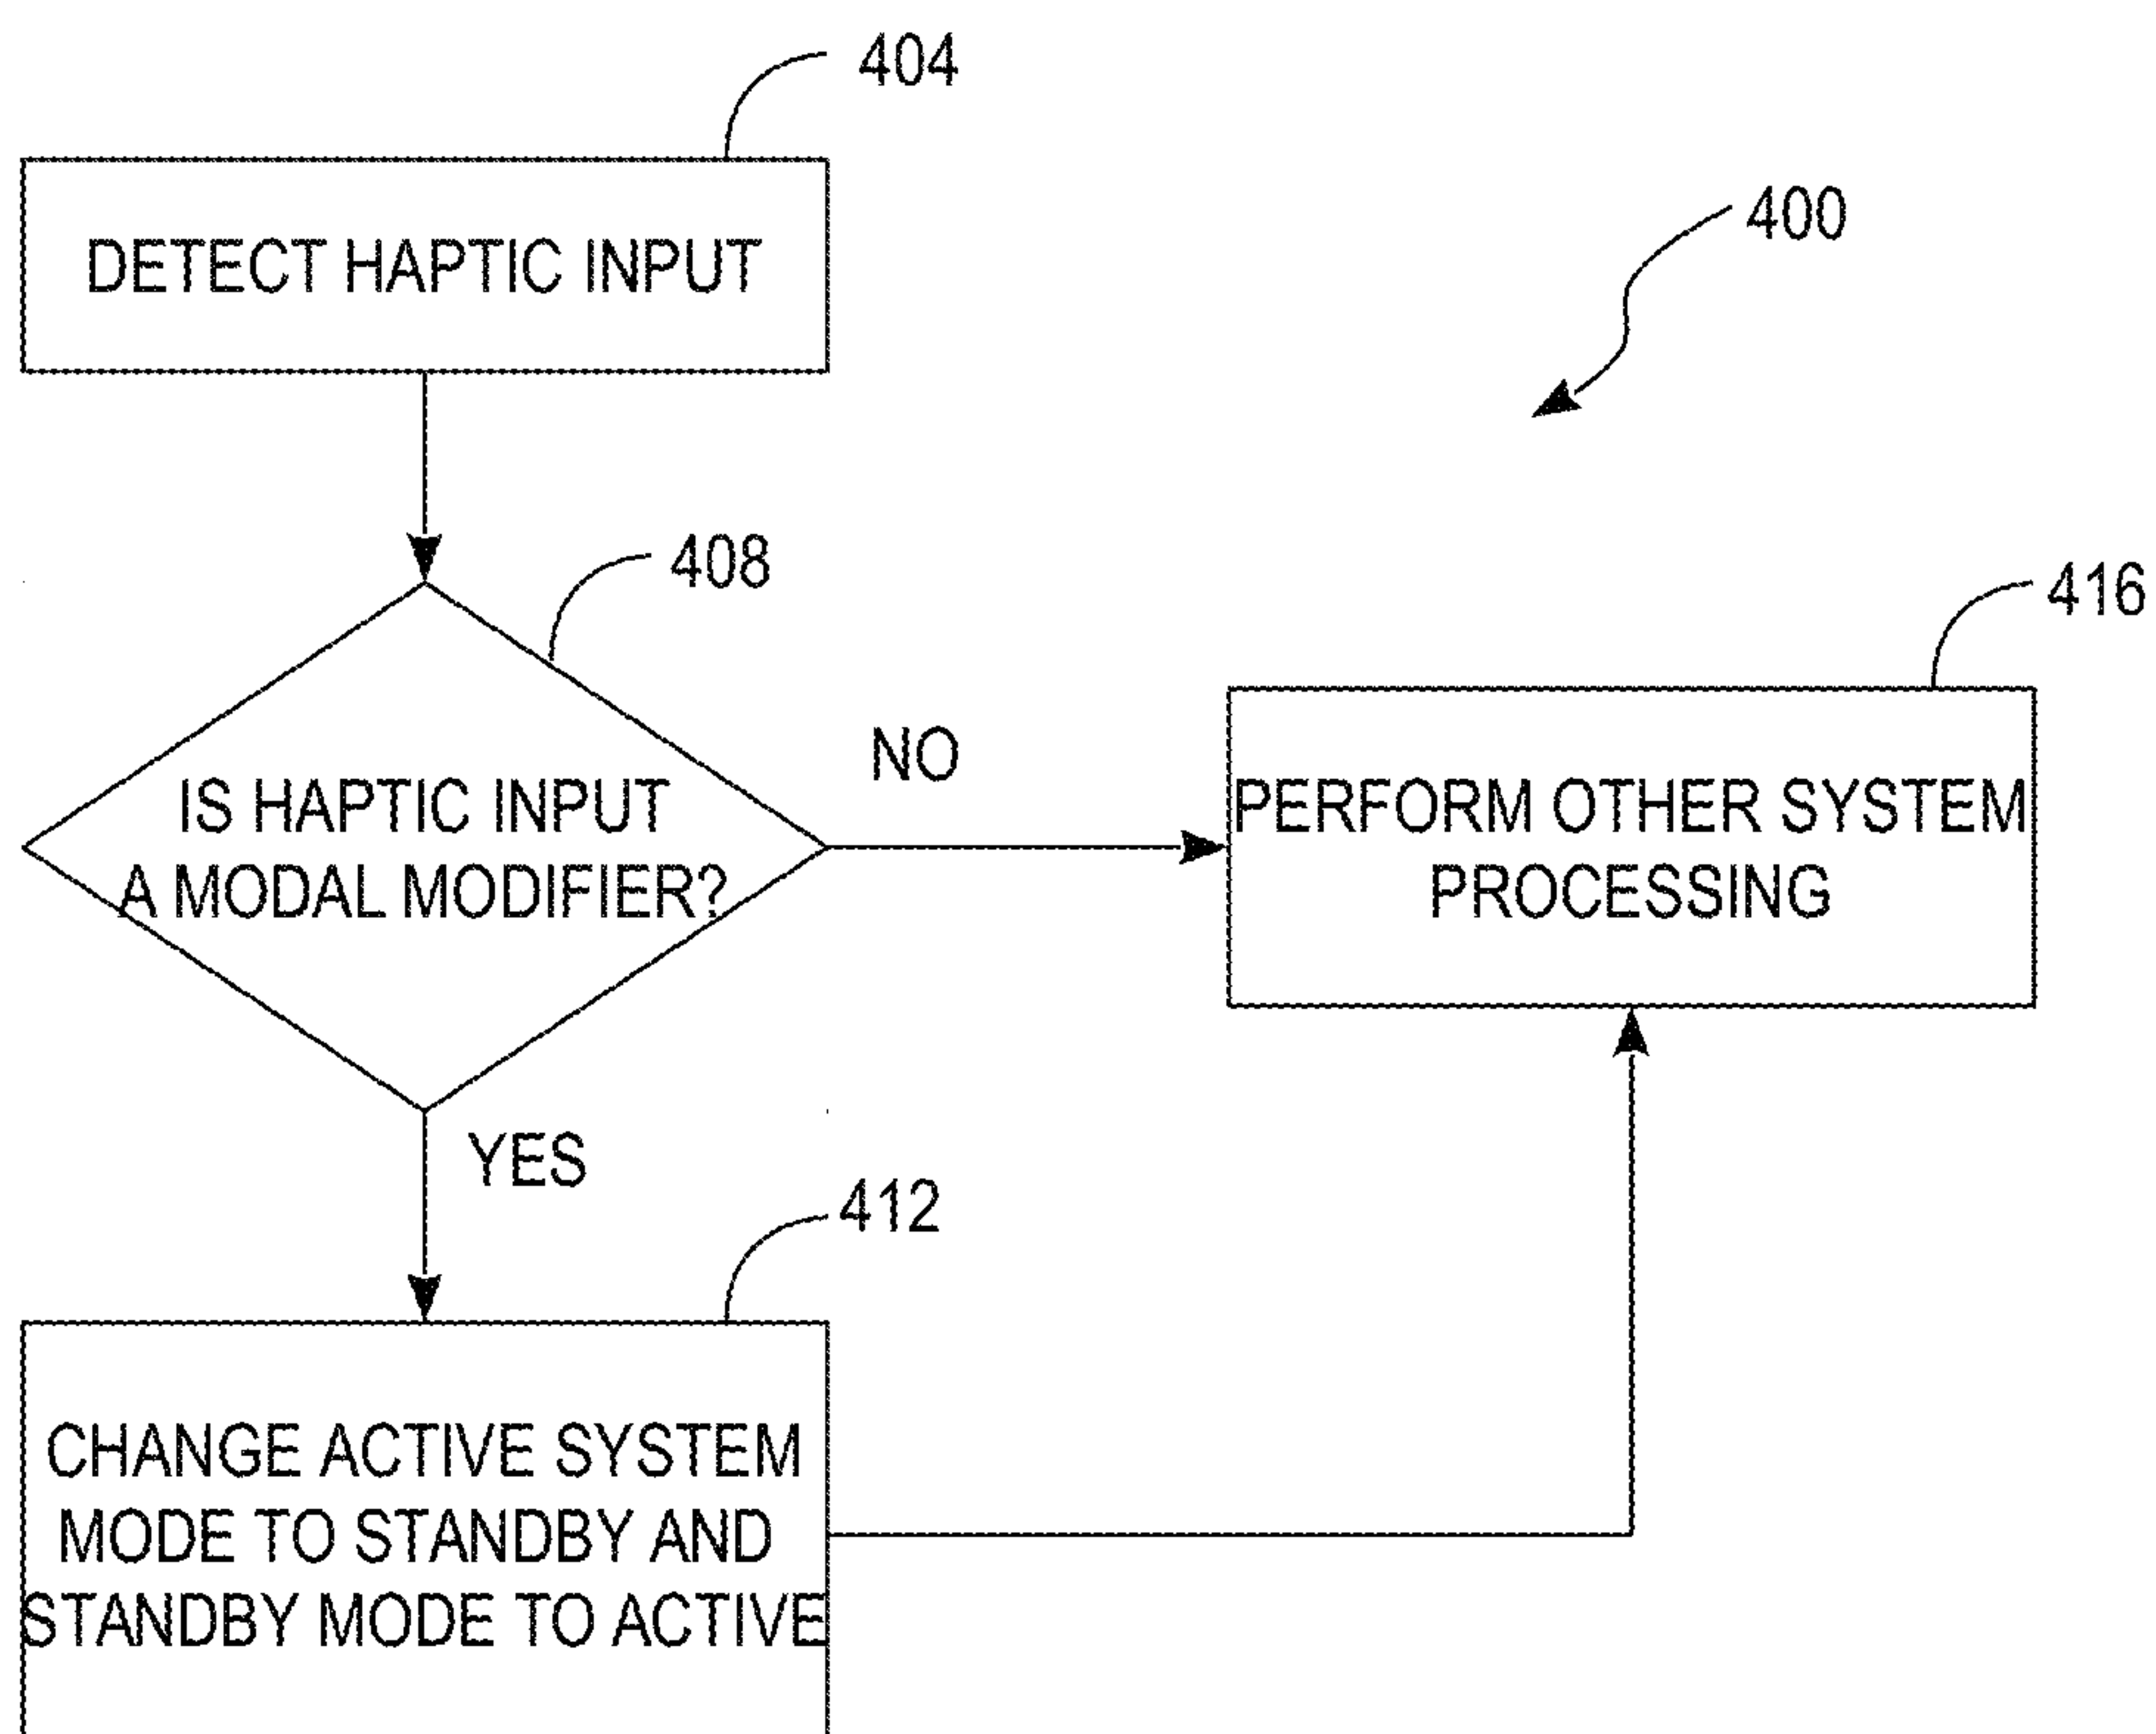 404
DETECT HAPTIC INPUT
400
408
416
IS HAPTIC INPUT
A MODAL MODIFIER?
NO
PERFORM OTHER SYSTEM
PROCESSING
YES
412
CHANGE ACTIVE SYSTEM
MODE TO STANDBY AND
STANDBY MODE TO ACTIVE